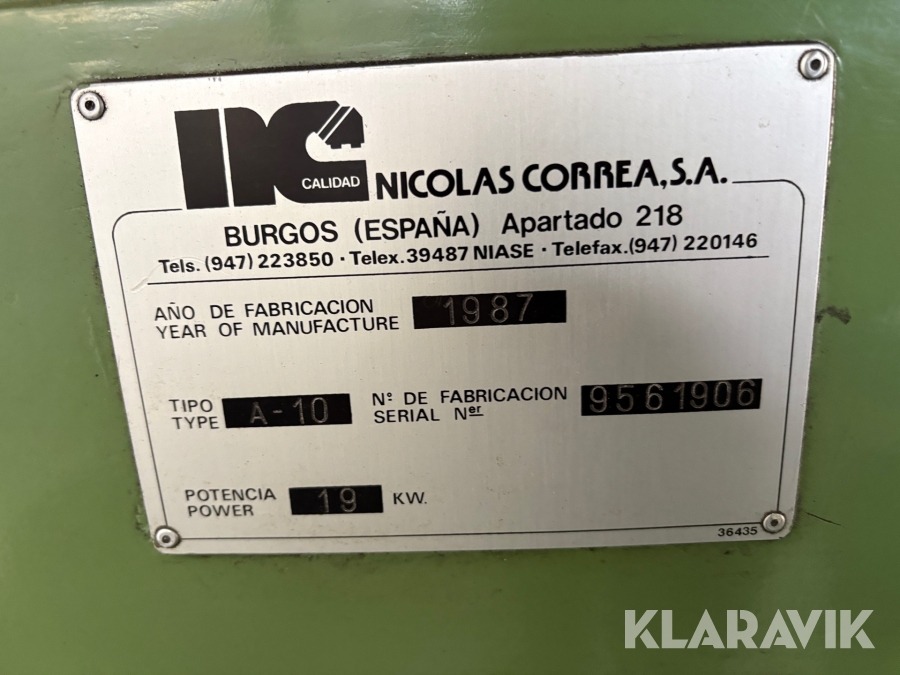 NC
CALIDAD
NICOLAS CORREA, S.A.
BURGOS (ESPAÑA) Apartado 218
Tels. (947) 223850 · Telex. 39487 NIASE · Telefax. (947) 220146
AÑO DE FABRICACION
YEAR OF MANUFACTURE 1987
TIPO
TYPE A-10
Nº DE FABRICACION
SERIAL Ner 9561906
POTENCIA
POWER 19 KW.
36435
KLARAVIK